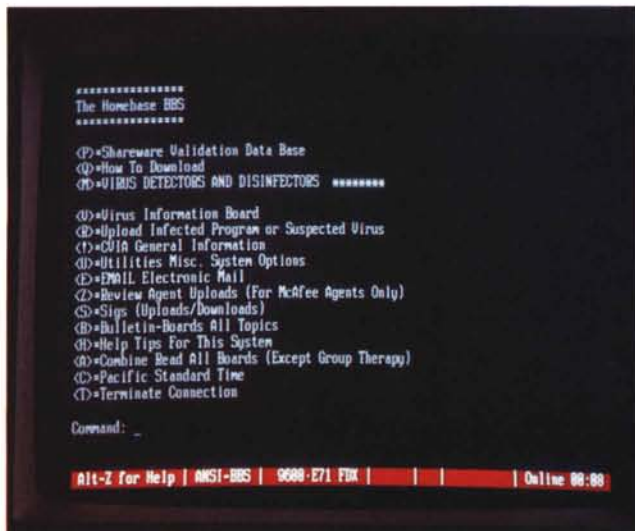 ****************
The Homebase BBS
****************
<P>=Shareware Validation Data Base
<Q>=How To Download
<M>=VIRUS DETECTORS AND DISINFECTORS ********
<V>=Virus Information Board
<R>=Upload Infected Program or Suspected Virus
<!>=CVIA General Information
<U>=Utilities Misc. System Options
<E>=EMAIL Electronic Mail
<Z>=Review Agent Uploads (For McAfee Agents Only)
<S>=Sigs (Uploads/Downloads)
<B>=Bulletin-Boards All Topics
<H>=Help Tips For This System
<A>=Combine Read All Boards (Except Group Therapy)
<C>=Pacific Standard Time
<T>=Terminate Connection
Command: _
Alt-Z for Help | ANSI-BBS | 9600·E71 FDX | | | | Online 00:00